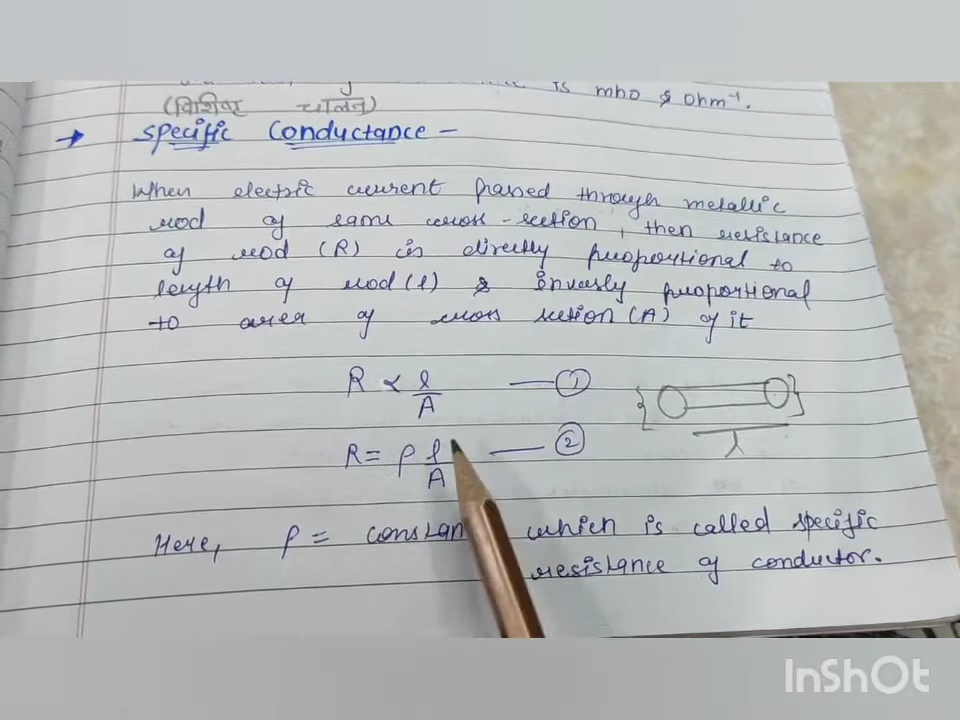 is mho & ohm⁻¹.
(विशिष्ट चालन)
→ Specific Conductance -
When electric current passed through metallic
rod of same cross-section, then resistance
of rod (R) is directly proportional to
length of rod (l) & inversly proportional
to area of cross section (A) of it
R ∝ l/A —①
R = ρ l/A —②
Here, ρ = constan which is called specific
resistance of conductor.
InShOt